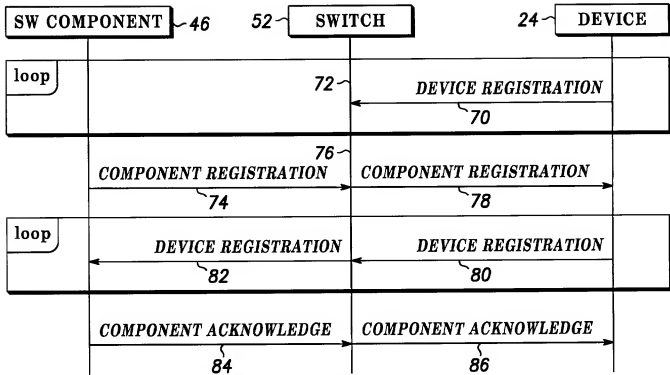 SW COMPONENT 46 52 SWITCH 24 DEVICE
loop
72 DEVICE REGISTRATION
70
76
COMPONENT REGISTRATION COMPONENT REGISTRATION
74 78
loop
DEVICE REGISTRATION DEVICE REGISTRATION
82 80
COMPONENT ACKNOWLEDGE COMPONENT ACKNOWLEDGE
84 86